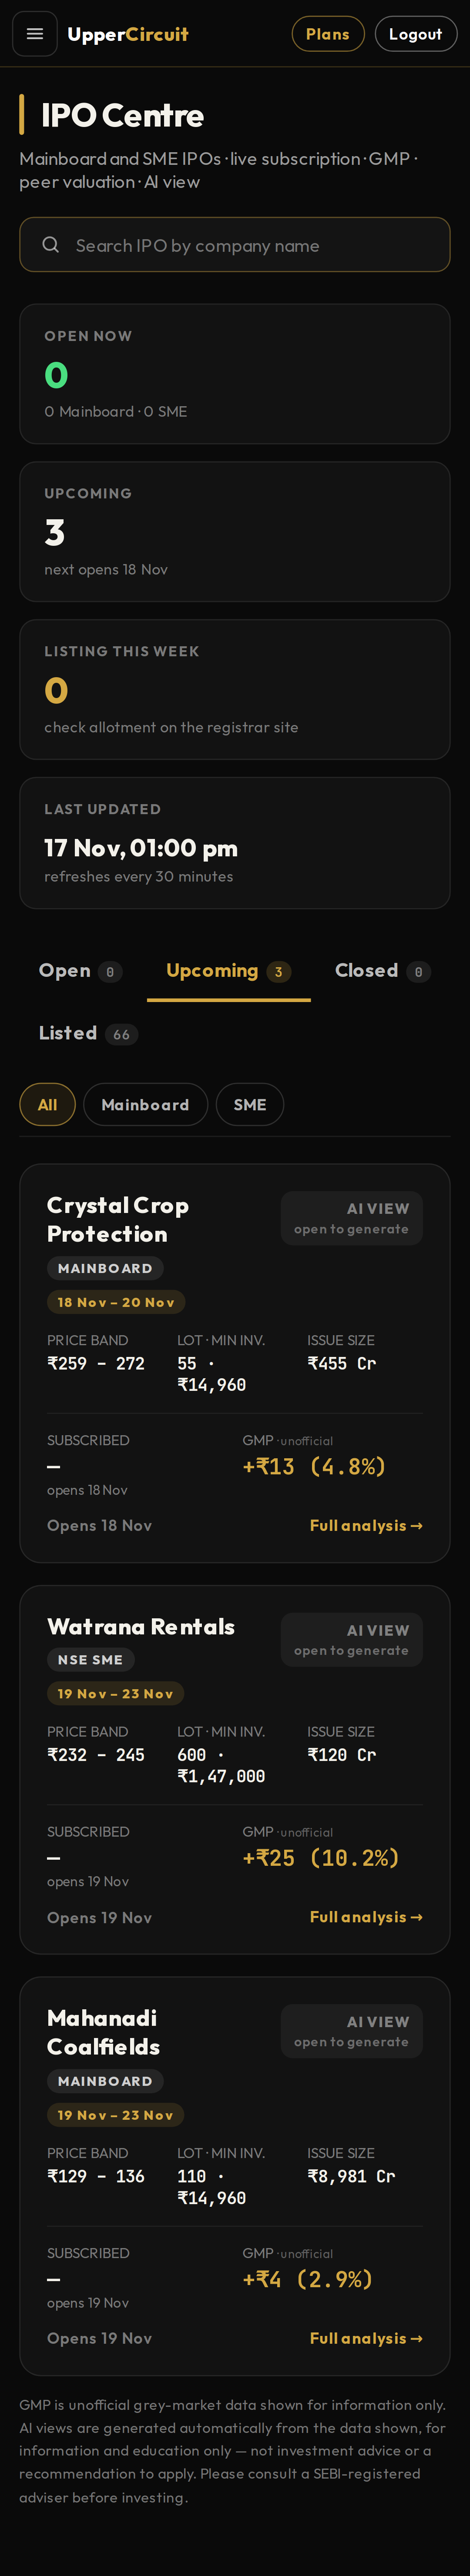 UpperCircuit
Plans
Logout
IPO Centre
Mainboard and SME IPOs · live subscription · GMP ·
peer valuation · AI view
Search IPO by company name
OPEN NOW
0
0 Mainboard · 0 SME
UPCOMING
3
next opens 18 Nov
LISTING THIS WEEK
0
check allotment on the registrar site
LAST UPDATED
17 Nov, 01:00 pm
refreshes every 30 minutes
Open 0 Upcoming 3 Closed 0
Listed 66
All Mainboard SME
Crystal Crop
Protection
AI VIEW
open to generate
MAINBOARD
18 Nov – 20 Nov
PRICE BAND LOT · MIN INV. ISSUE SIZE
₹259 – 272 55 · ₹455 Cr
₹14,960
SUBSCRIBED GMP · unofficial
— +₹13 (4.8%)
opens 18 Nov
Opens 18 Nov Full analysis →
Watrana Rentals
AI VIEW
open to generate
NSE SME
19 Nov – 23 Nov
PRICE BAND LOT · MIN INV. ISSUE SIZE
₹232 – 245 600 · ₹120 Cr
₹1,47,000
SUBSCRIBED GMP · unofficial
— +₹25 (10.2%)
opens 19 Nov
Opens 19 Nov Full analysis →
Mahanadi
Coalfields
AI VIEW
open to generate
MAINBOARD
19 Nov – 23 Nov
PRICE BAND LOT · MIN INV. ISSUE SIZE
₹129 – 136 110 · ₹8,981 Cr
₹14,960
SUBSCRIBED GMP · unofficial
— +₹4 (2.9%)
opens 19 Nov
Opens 19 Nov Full analysis →
GMP is unofficial grey-market data shown for information only.
AI views are generated automatically from the data shown, for
information and education only — not investment advice or a
recommendation to apply. Please consult a SEBI-registered
adviser before investing.